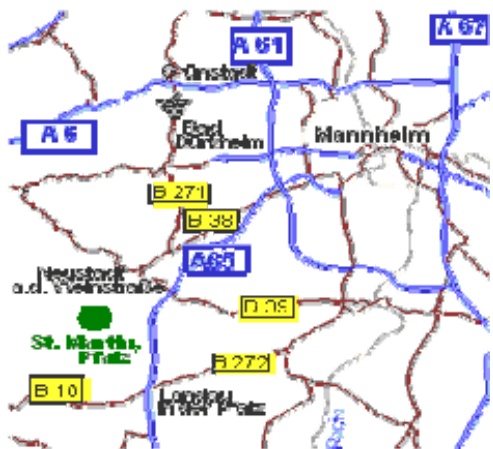 A 61
A 67
Grünstadt
A 6
Bad
Dürkheim
Mannheim
B 271
B 38
A65
Neustadt
a.d. Weinstraße
B 39
St. Martin,
Pfalz
B 272
B 10
Landau
in der Pfalz